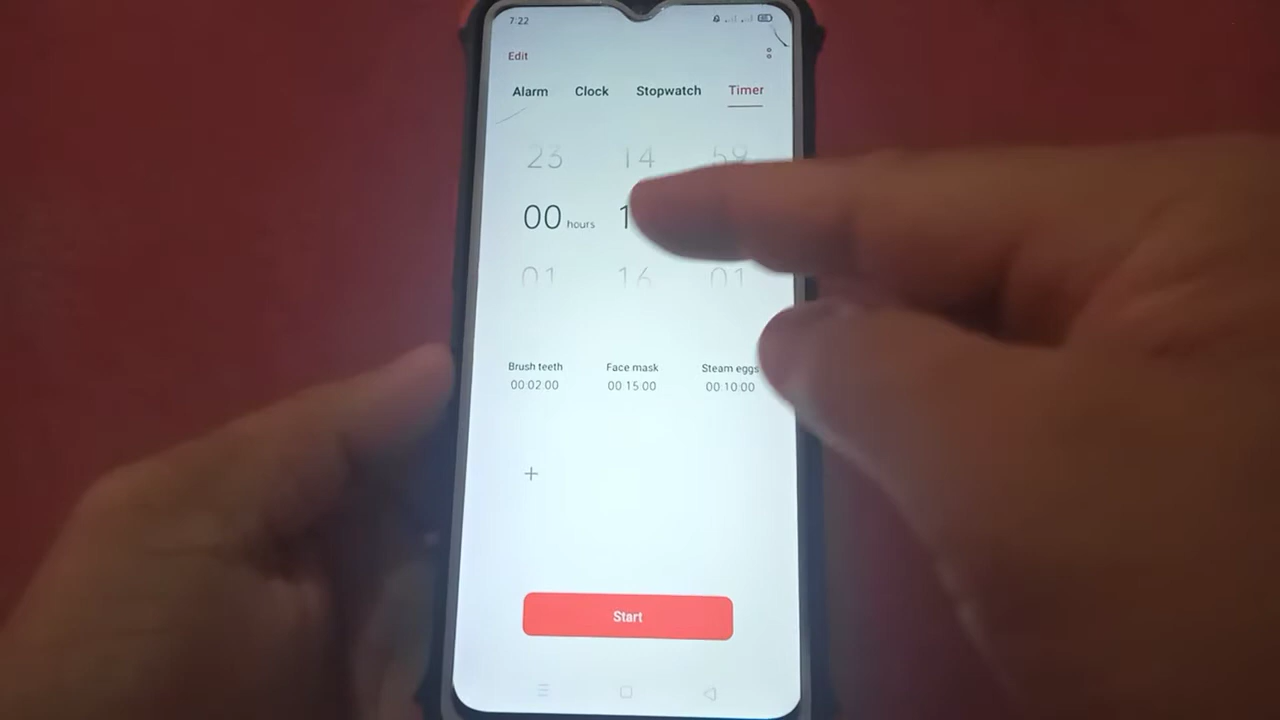 7:22
Edit
Alarm Clock Stopwatch Timer
23 14 59
00 hours
01 16 01
Brush teeth Face mask Steam eggs
00:02:00 00:15:00 00:10:00
+
Start